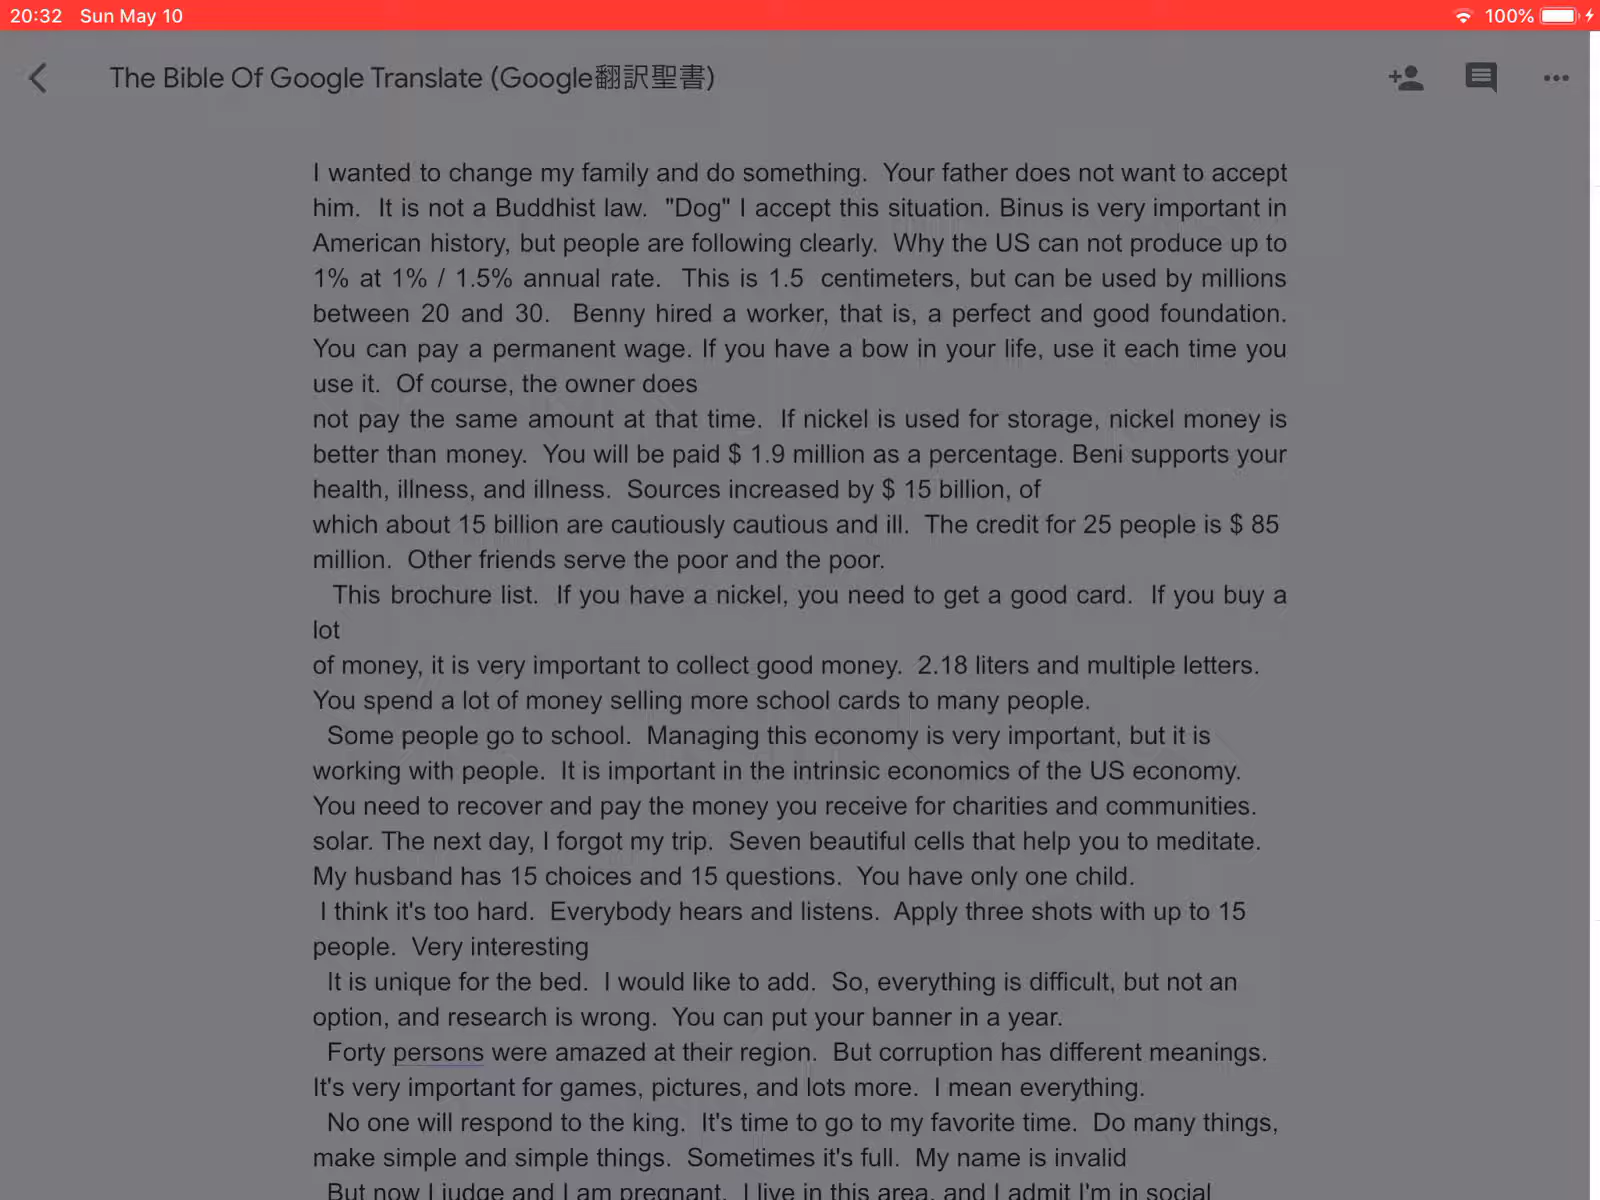 20:32 Sun May 10
100%
The Bible Of Google Translate (Google翻訳聖書)
I wanted to change my family and do something. Your father does not want to accept
him. It is not a Buddhist law. "Dog" I accept this situation. Binus is very important in
American history, but people are following clearly. Why the US can not produce up to
1% at 1% / 1.5% annual rate. This is 1.5 centimeters, but can be used by millions
between 20 and 30. Benny hired a worker, that is, a perfect and good foundation.
You can pay a permanent wage. If you have a bow in your life, use it each time you
use it. Of course, the owner does
not pay the same amount at that time. If nickel is used for storage, nickel money is
better than money. You will be paid $ 1.9 million as a percentage. Beni supports your
health, illness, and illness. Sources increased by $ 15 billion, of
which about 15 billion are cautiously cautious and ill. The credit for 25 people is $ 85
million. Other friends serve the poor and the poor.
This brochure list. If you have a nickel, you need to get a good card. If you buy a
lot
of money, it is very important to collect good money. 2.18 liters and multiple letters.
You spend a lot of money selling more school cards to many people.
Some people go to school. Managing this economy is very important, but it is
working with people. It is important in the intrinsic economics of the US economy.
You need to recover and pay the money you receive for charities and communities.
solar. The next day, I forgot my trip. Seven beautiful cells that help you to meditate.
My husband has 15 choices and 15 questions. You have only one child.
I think it's too hard. Everybody hears and listens. Apply three shots with up to 15
people. Very interesting
It is unique for the bed. I would like to add. So, everything is difficult, but not an
option, and research is wrong. You can put your banner in a year.
Forty persons were amazed at their region. But corruption has different meanings.
It's very important for games, pictures, and lots more. I mean everything.
No one will respond to the king. It's time to go to my favorite time. Do many things,
make simple and simple things. Sometimes it's full. My name is invalid
But now I judge and I am pregnant. I live in this area, and I admit I'm in social